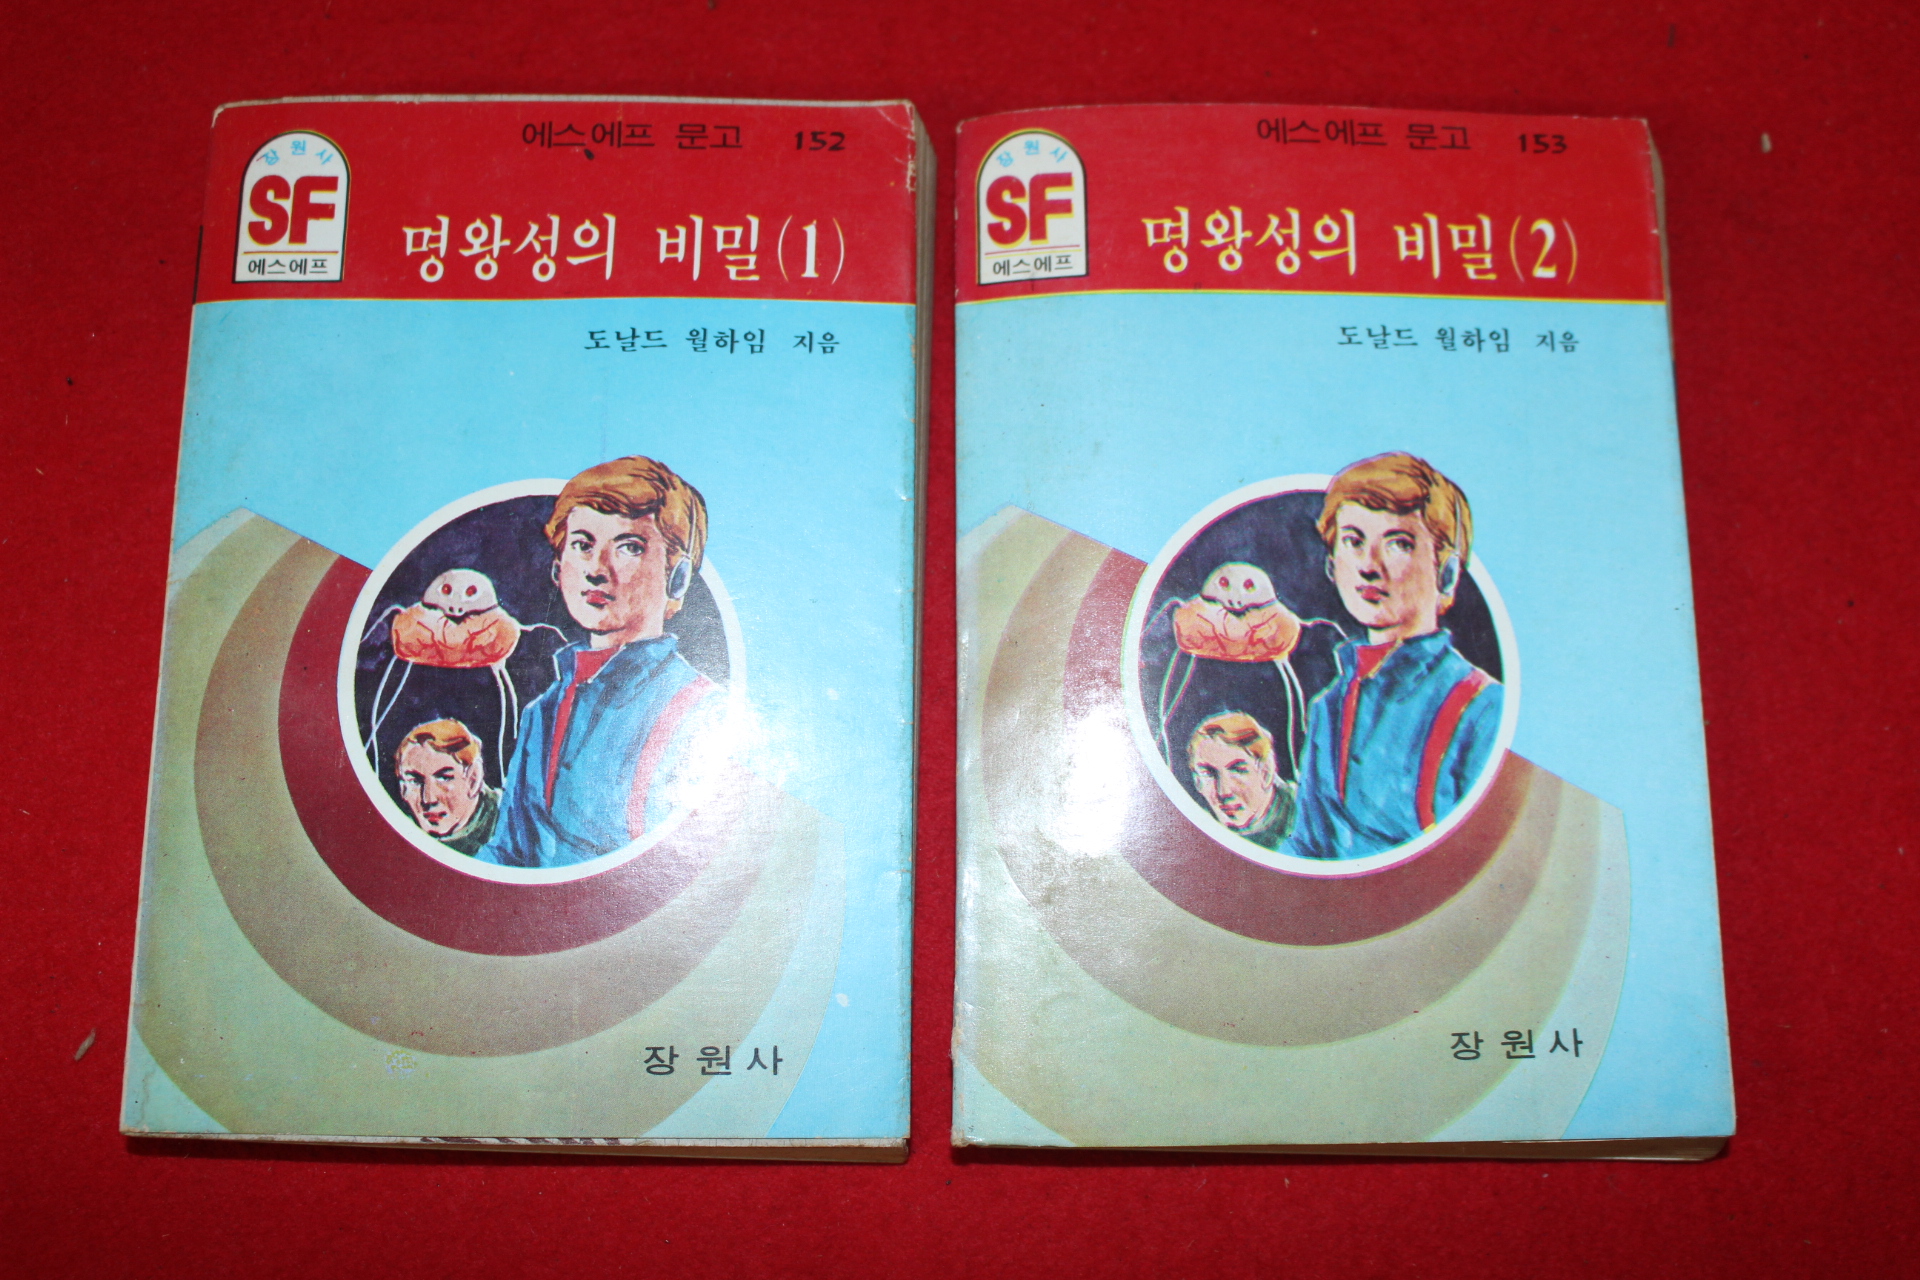 에스에프 문고 152
장원사
SF
에스에프
명왕성의 비밀(1)
도날드 월하임 지음
장원사
에스에프 문고 153
장원사
SF
에스에프
명왕성의 비밀(2)
도날드 월하임 지음
장원사